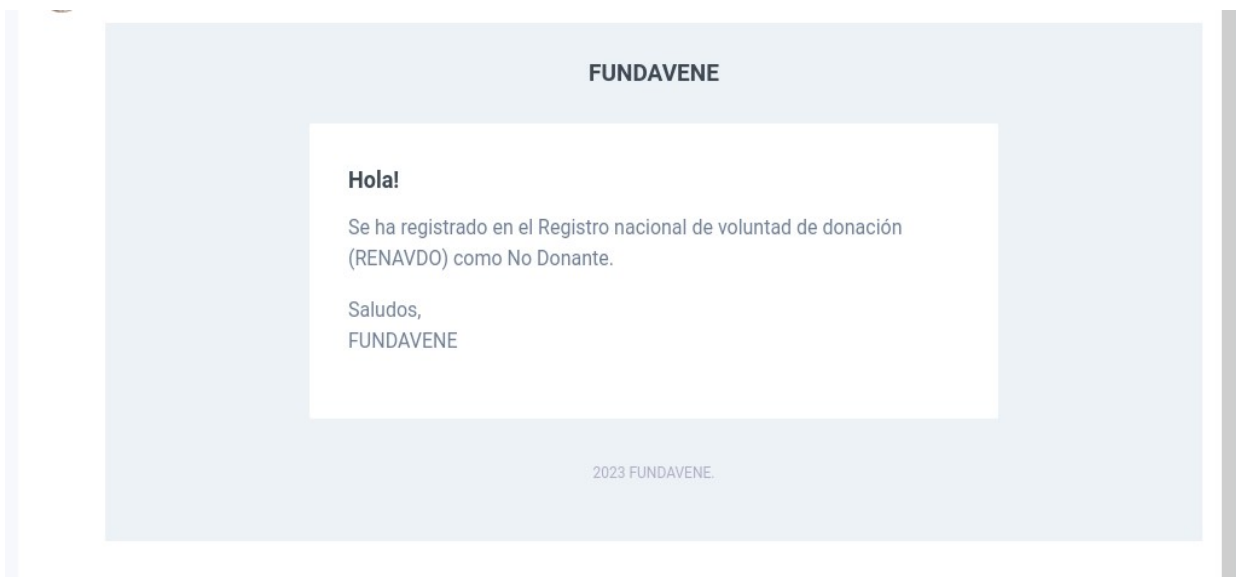 FUNDAVENE
Hola!
Se ha registrado en el Registro nacional de voluntad de donación
(RENAVDO) como No Donante.
Saludos,
FUNDAVENE
2023 FUNDAVENE.